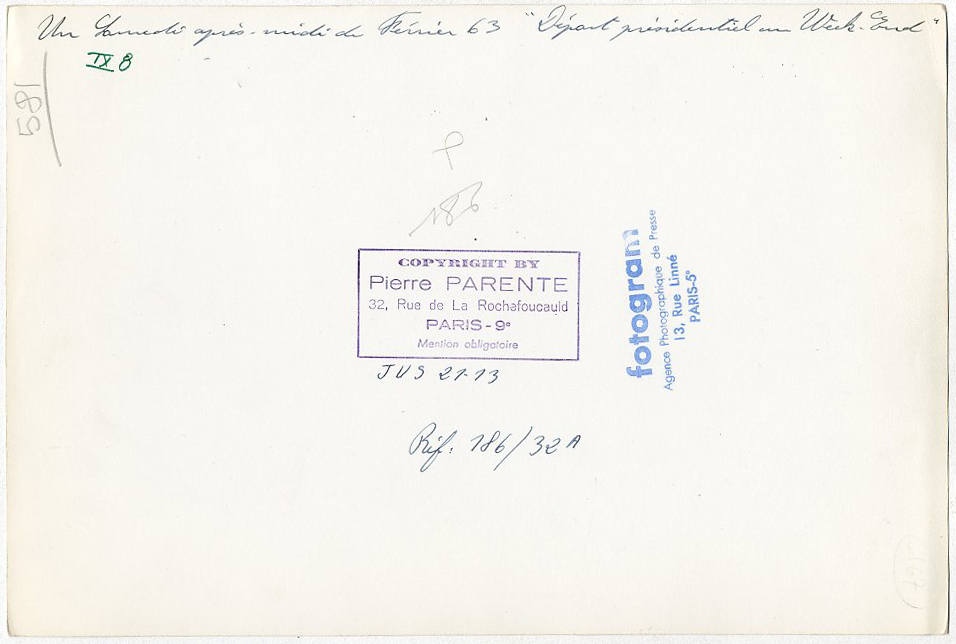 Un Samedi après-midi de Février 63 "Départ présidentiel en Week-End"
IX 8
581
186
COPYRIGHT BY
Pierre PARENTE
32, Rue de La Rochefoucauld
PARIS-9e
Mention obligatoire
JUS 21-13
Réf. 186/32A
fotogram
Agence Photographique de Presse
13, Rue Linné
PARIS-5e